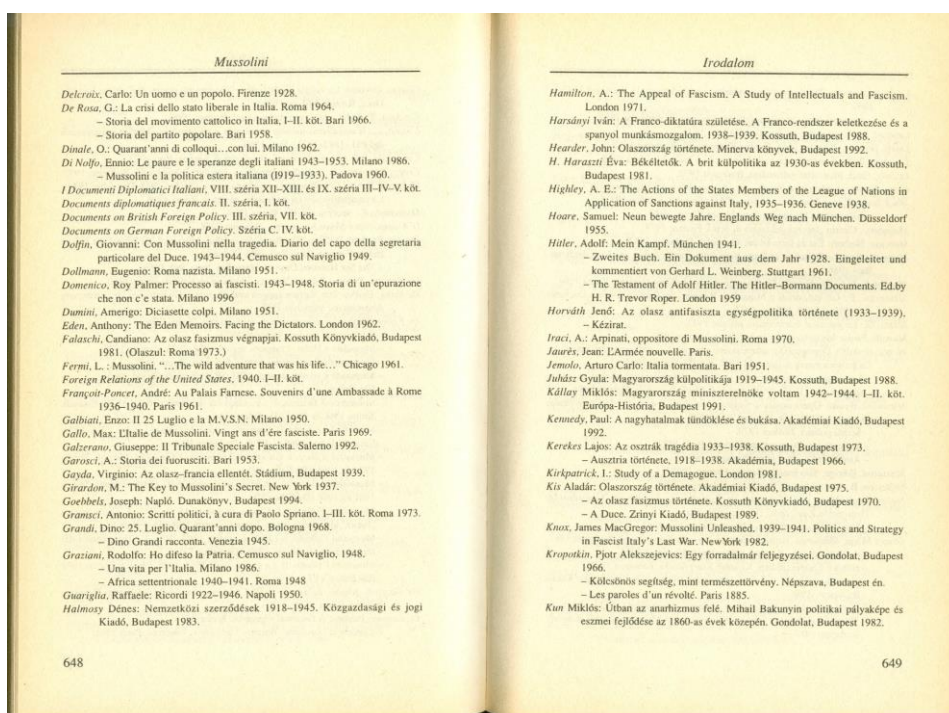 Mussolini
Delcroix, Carlo: Un uomo e un popolo. Firenze 1928.
De Rosa, G.: La crisi dello stato liberale in Italia. Roma 1964.
– Storia del movimento cattolico in Italia, I–II. köt. Bari 1966.
– Storia del partito popolare. Bari 1958.
Dinale, O.: Quarant'anni di colloqui...con lui. Milano 1962.
Di Nolfo, Ennio: Le paure e le speranze degli italiani 1943–1953. Milano 1986.
– Mussolini e la politica estera italiana (1919–1933). Padova 1960.
I Documenti Diplomatici Italiani, VIII. széria XII–XIII. és IX. széria III–IV–V. köt.
Documents diplomatiques francais. II. széria, I. köt.
Documents on British Foreign Policy. III. széria, VII. köt.
Documents on German Foreign Policy. Széria C. IV. köt.
Dolfin, Giovanni: Con Mussolini nella tragedia. Diario del capo della segretaria
particolare del Duce. 1943–1944. Cemusco sul Naviglio 1949.
Dollmann, Eugenio: Roma nazista. Milano 1951.
Domenico, Roy Palmer: Processo ai fascisti. 1943–1948. Storia di un'epurazione
che non c'e stata. Milano 1996
Dumini, Amerigo: Diciasette colpi. Milano 1951.
Eden, Anthony: The Eden Memoirs. Facing the Dictators. London 1962.
Falaschi, Candiano: Az olasz fasizmus végnapjai. Kossuth Könyvkiadó, Budapest
1981. (Olaszul: Roma 1973.)
Fermi, L. : Mussolini. “...The wild adventure that was his life...” Chicago 1961.
Foreign Relations of the United States, 1940. I–II. köt.
Françoit-Poncet, André: Au Palais Farnese. Souvenirs d'une Ambassade à Rome
1936–1940. Paris 1961.
Galbiati, Enzo: II 25 Luglio e la M.V.S.N. Milano 1950.
Gallo, Max: L'Italie de Mussolini. Vingt ans d'ére fasciste. Paris 1969.
Galzerano, Giuseppe: II Tribunale Speciale Fascista. Salerno 1992.
Garosci, A.: Storia dei fuorusciti. Bari 1953.
Gayda, Virginio: Az olasz–francia ellentét. Stádium, Budapest 1939.
Girardon, M.: The Key to Mussolini's Secret. New York 1937.
Goebbels, Joseph: Napló. Dunakönyv, Budapest 1994.
Gramsci, Antonio: Scritti politici, à cura di Paolo Spriano. I–III. köt. Roma 1973.
Grandi, Dino: 25. Luglio. Quarant'anni dopo. Bologna 1968.
– Dino Grandi racconta. Venezia 1945.
Graziani, Rodolfo: Ho difeso la Patria. Cemusco sul Naviglio, 1948.
– Una vita per l'Italia. Milano 1986.
– Africa settentrionale 1940–1941. Roma 1948
Guariglia, Raffaele: Ricordi 1922–1946. Napoli 1950.
Halmosy Dénes: Nemzetközi szerződések 1918–1945. Közgazdasági és jogi
Kiadó, Budapest 1983.
648
Irodalom
Hamilton, A.: The Appeal of Fascism. A Study of Intellectuals and Fascism.
London 1971.
Harsányi Iván: A Franco-diktatúra születése. A Franco-rendszer keletkezése és a
spanyol munkásmozgalom. 1938–1939. Kossuth, Budapest 1988.
Hearder, John: Olaszország története. Minerva könyvek, Budapest 1992.
H. Haraszti Éva: Békéltetők. A brit külpolitika az 1930-as években. Kossuth,
Budapest 1981.
Highley, A. E.: The Actions of the States Members of the League of Nations in
Application of Sanctions against Italy, 1935–1936. Geneve 1938.
Hoare, Samuel: Neun bewegte Jahre. Englands Weg nach München. Düsseldorf
1955.
Hitler, Adolf: Mein Kampf. München 1941.
– Zweites Buch. Ein Dokument aus dem Jahr 1928. Eingeleitet und
kommentiert von Gerhard L. Weinberg. Stuttgart 1961.
– The Testament of Adolf Hitler. The Hitler–Bormann Documents. Ed.by
H. R. Trevor Roper. London 1959
Horváth Jenő: Az olasz antifasiszta egységpolitika története (1933–1939).
– Kézirat.
Iraci, A.: Arpinati, oppositore di Mussolini. Roma 1970.
Jaurès, Jean: L'Armée nouvelle. Paris.
Jemolo, Arturo Carlo: Italia tormentata. Bari 1951.
Juhász Gyula: Magyarország külpolitikája 1919–1945. Kossuth, Budapest 1988.
Kállay Miklós: Magyarország miniszterelnöke voltam 1942–1944. I–II. köt.
Európa-História, Budapest 1991.
Kennedy, Paul: A nagyhatalmak tündöklése és bukása. Akadémiai Kiadó, Budapest
1992.
Kerekes Lajos: Az osztrák tragédia 1933–1938. Kossuth, Budapest 1973.
– Ausztria története, 1918–1938. Akadémia, Budapest 1966.
Kirkpatrick, I.: Study of a Demagogue. London 1981.
Kis Aladár: Olaszország története. Akadémiai Kiadó, Budapest 1975.
– Az olasz fasizmus története. Kossuth Könyvkiadó, Budapest 1970.
– A Duce. Zrinyi Kiadó, Budapest 1989.
Knox, James MacGregor: Mussolini Unleashed. 1939–1941. Politics and Strategy
in Fascist Italy's Last War. New York 1982.
Kropotkin, Pjotr Alekszejevics: Egy forradalmár feljegyzései. Gondolat, Budapest
1966.
– Kölcsönös segítség, mint természettörvény. Népszava, Budapest én.
– Les paroles d'un révolté. Paris 1885.
Kun Miklós: Útban az anarhizmus felé. Mihail Bakunyin politikai pályaképe és
eszmei fejlődése az 1860-as évek közepén. Gondolat, Budapest 1982.
649